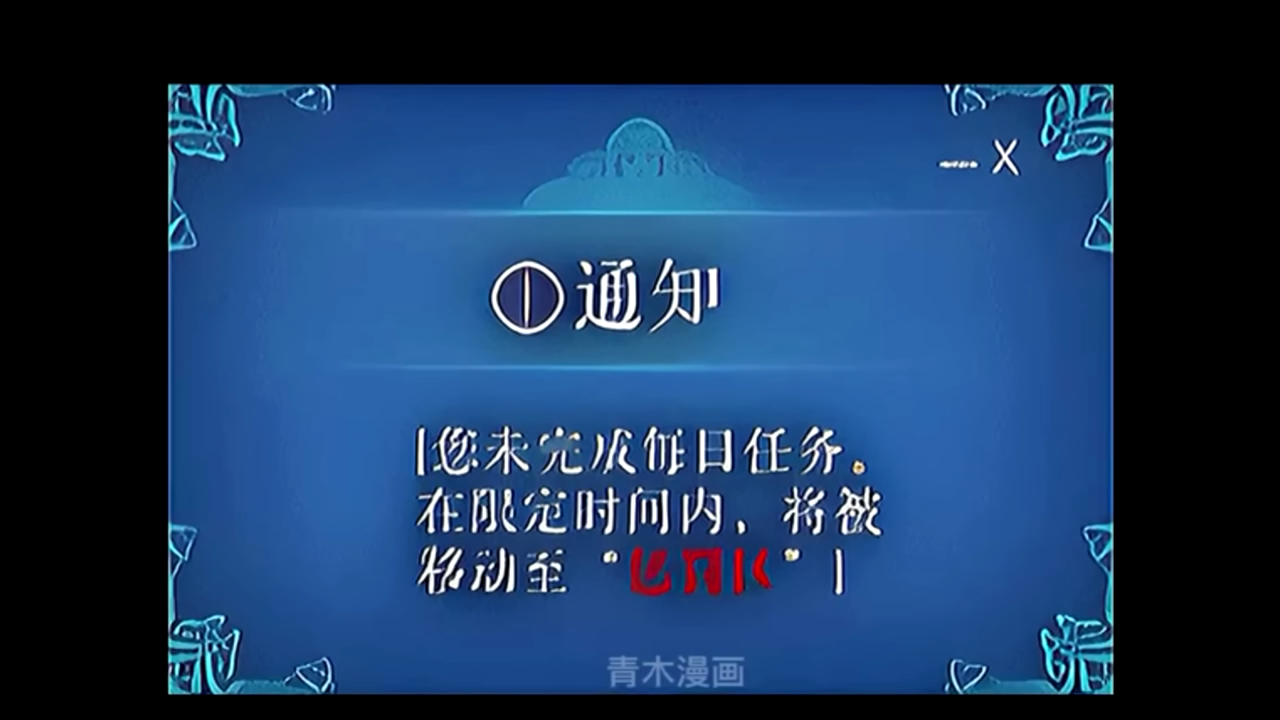 通知
您未完成每日任务。
在限定时间内，将被
移动至“
青木漫画